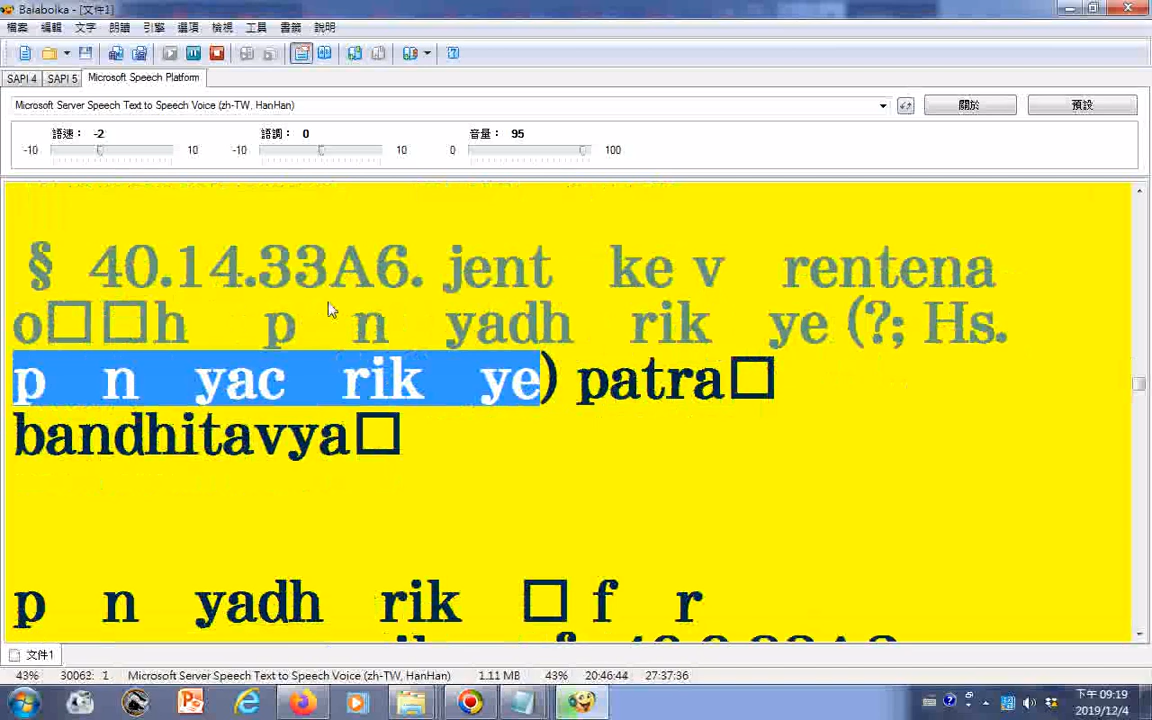 Balabolka - [文件1]
檔案 編輯 文字 朗讀 引擎 選項 檢視 工具 書籤 說明
SAPI 4 SAPI 5 Microsoft Speech Platform
Microsoft Server Speech Text to Speech Voice (zh-TW, HanHan) 關於 預設
語速: -2 語調: 0 音量: 95
-10 10 -10 10 0 100
§ 40.14.33A6. jent ke v rentena
o□□h p n yadh rik ye (?; Hs.
p n yac rik ye) patra□
bandhitavya□
p n yadh rik □ f r
文件1
43% 30062: 1 Microsoft Server Speech Text to Speech Voice (zh-TW, HanHan) 1.11 MB 43% 20:46:44 27:37:36
下午 09:19
2019/12/4